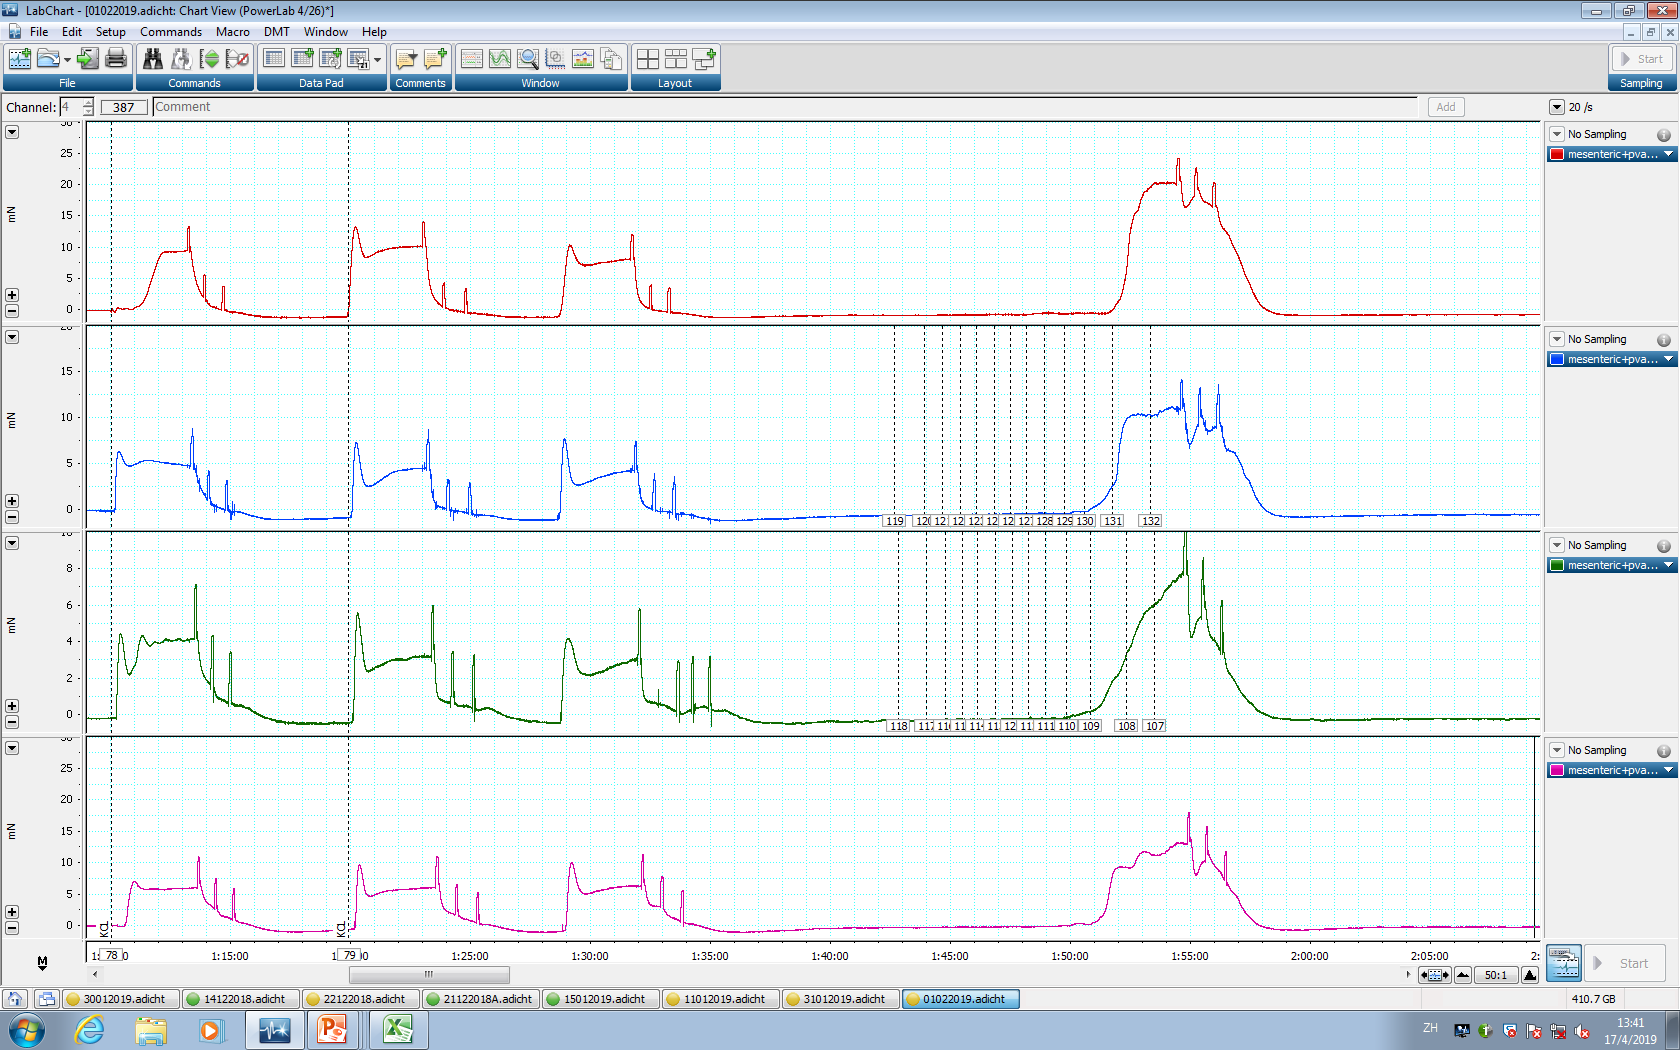 LabChart - [01022019.adicht: Chart View (PowerLab 4/26)*]
File Edit Setup Commands Macro DMT Window Help
File Commands Data Pad Comments Window Layout Start
Sampling
Channel: 4 387 Comment Add 20 /s
25
20
15
10
5
0
mN
No Sampling
mesenteric+pva...
15
10
5
0
mN
No Sampling
mesenteric+pva...
119 128 129 130 131 132
8
6
4
2
0
mN
No Sampling
mesenteric+pva...
118 111 110 109 108 107
25
20
15
10
5
0
mN
No Sampling
mesenteric+pva...
78 1:15:00 79 1:25:00 1:30:00 1:35:00 1:40:00 1:45:00 1:50:00 1:55:00 2:00:00 2:05:00
M
50:1 Start
30012019.adicht 14122018.adicht 22122018.adicht 21122018A.adicht 15012019.adicht 11012019.adicht 31012019.adicht 01022019.adicht 410.7 GB
ZH 13:41
17/4/2019